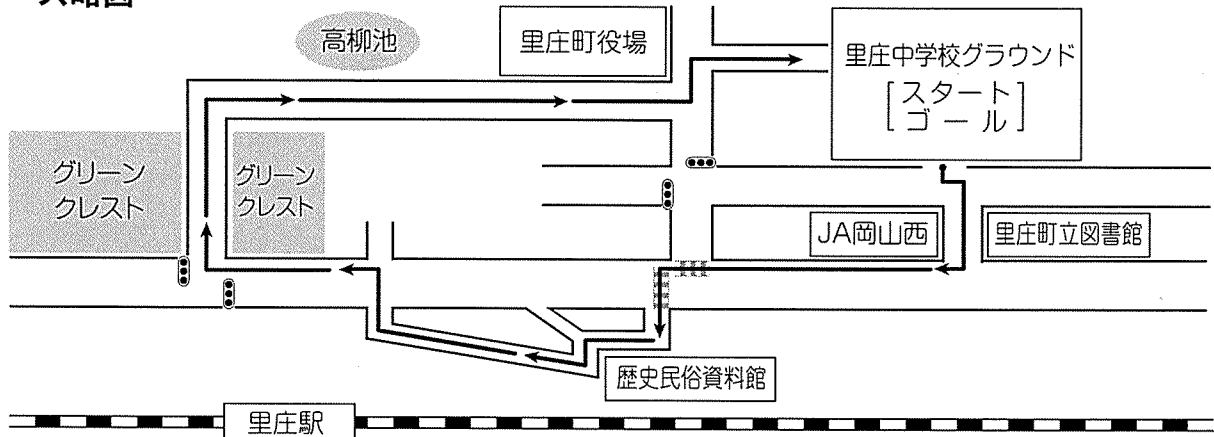 高柳池
里庄町役場
里庄中学校グラウンド
[スタート
ゴール]
グリーン
クレスト
グリーン
クレスト
JA岡山西
里庄町立図書館
歴史民俗資料館
里庄駅